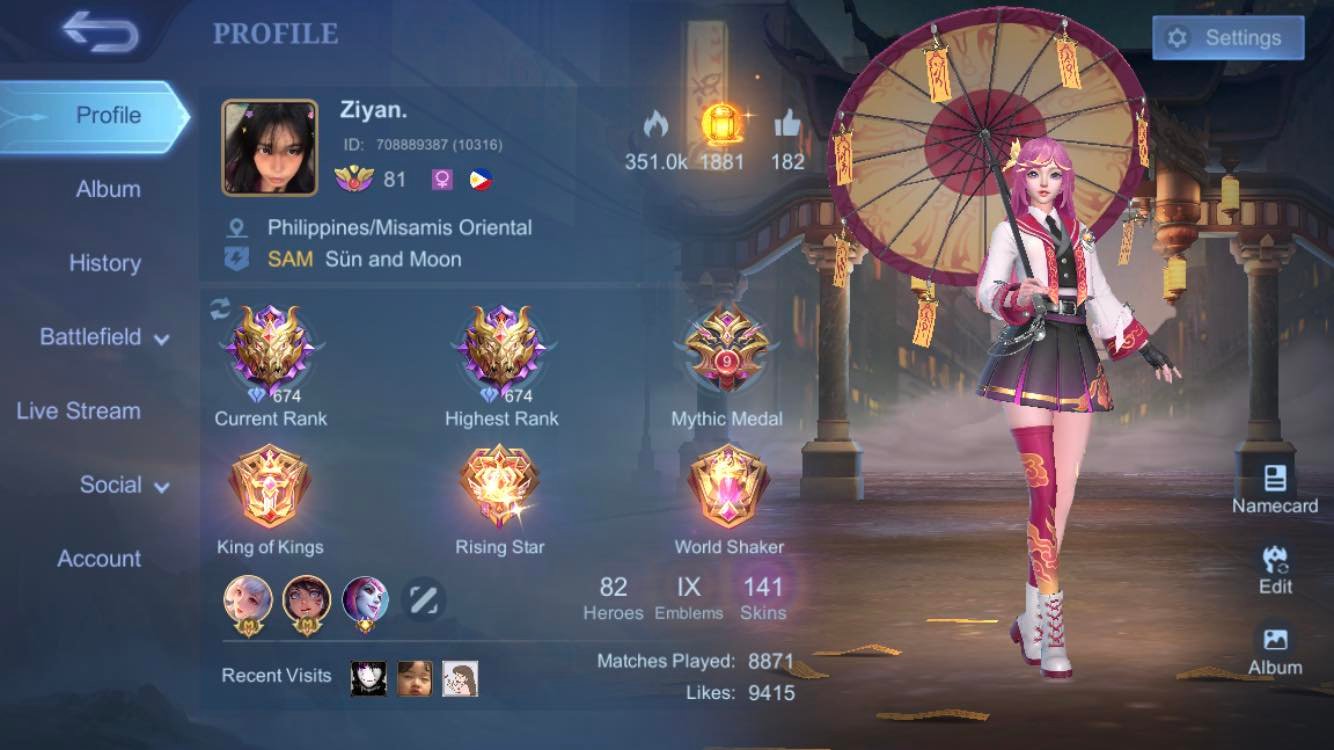 PROFILE
Settings
Profile
Album
History
Battlefield
Live Stream
Social
Account
Ziyan.
ID: 708889387 (10316)
81
351.0k 1881 182
Philippines/Misamis Oriental
SAM Sün and Moon
674
Current Rank
674
Highest Rank
9
Mythic Medal
King of Kings
Rising Star
World Shaker
82
Heroes
IX
Emblems
141
Skins
Recent Visits
Matches Played: 8871
Likes: 9415
Namecard
Edit
Album